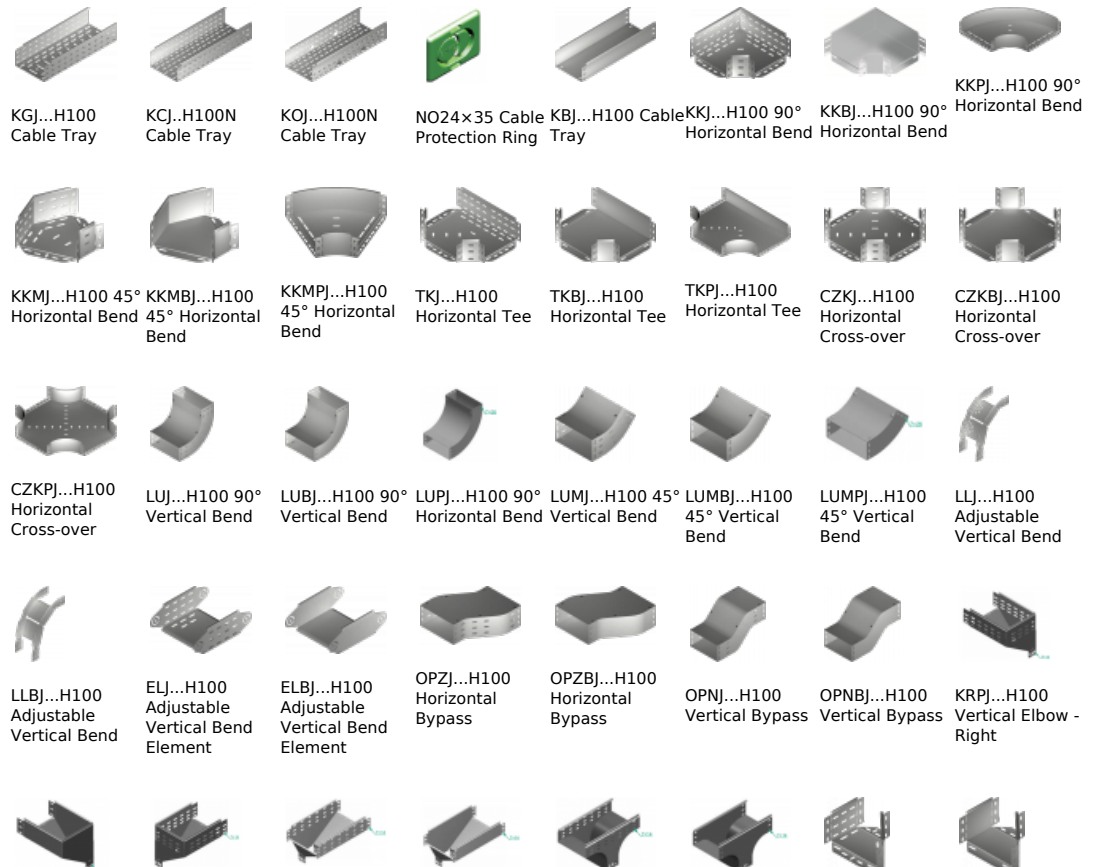 KGJ...H100
Cable Tray
KCJ...H100N
Cable Tray
KOJ...H100N
Cable Tray
NO24×35 Cable
Protection Ring
KBJ...H100 Cable
Tray
KKJ...H100 90°
Horizontal Bend
KKBJ...H100 90°
Horizontal Bend
KKPJ...H100 90°
Horizontal Bend
KKMJ...H100 45°
Horizontal Bend
KKMBJ...H100
45° Horizontal
Bend
KKMPJ...H100
45° Horizontal
Bend
TKJ...H100
Horizontal Tee
TKBJ...H100
Horizontal Tee
TKPJ...H100
Horizontal Tee
CZKJ...H100
Horizontal
Cross-over
CZKBJ...H100
Horizontal
Cross-over
CZKPJ...H100
Horizontal
Cross-over
LUJ...H100 90°
Vertical Bend
LUBJ...H100 90°
Vertical Bend
LUPJ...H100 90°
Horizontal Bend
LUMJ...H100 45°
Vertical Bend
LUMBJ...H100
45° Vertical
Bend
LUMPJ...H100
45° Vertical
Bend
LLJ...H100
Adjustable
Vertical Bend
LLBJ...H100
Adjustable
Vertical Bend
ELJ...H100
Adjustable
Vertical Bend
Element
ELBJ...H100
Adjustable
Vertical Bend
Element
OPZJ...H100
Horizontal
Bypass
OPZBJ...H100
Horizontal
Bypass
OPNJ...H100
Vertical Bypass
OPNBJ...H100
Vertical Bypass
KRPJ...H100
Vertical Elbow -
Right